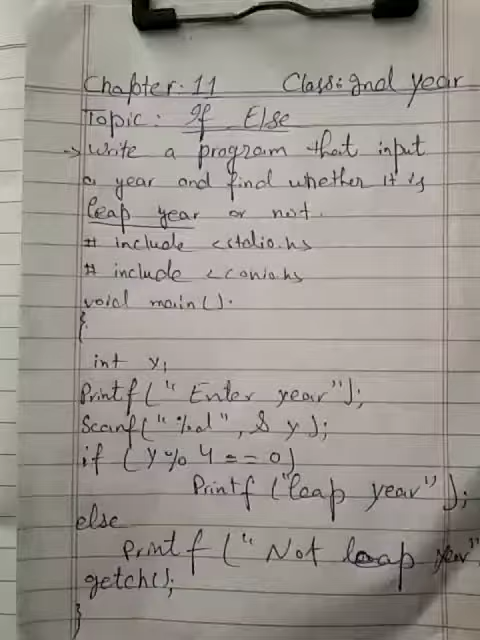 Chapter: 11 Class: 2nd year
Topic: If Else
→ Write a program that input
a year and find whether it is
leap year or not.
# include <stdio.h>
# include <conio.h>
void main().
{
int y;
Printf(" Enter year");
Scanf("%d", & y);
if (y % 4 == 0)
Printf ("leap year");
else
Printf (" Not leap year"
getch();
}